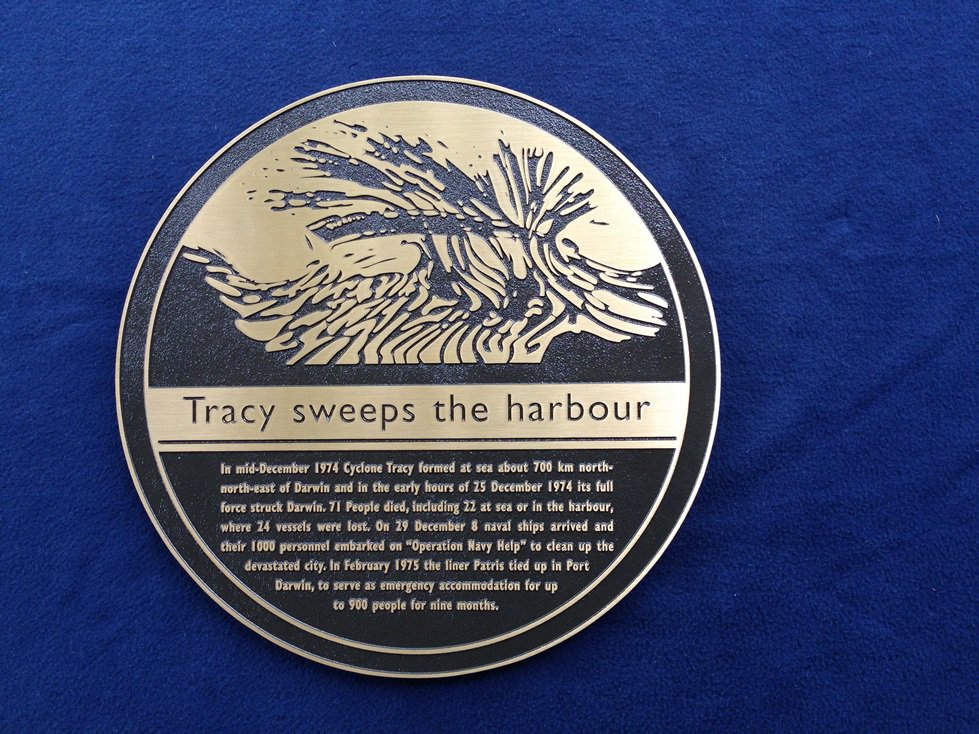 Tracy sweeps the harbour
In mid-December 1974 Cyclone Tracy formed at sea about 700 km north-
north-east of Darwin and in the early hours of 25 December 1974 its full
force struck Darwin. 71 People died, including 22 at sea or in the harbour,
where 24 vessels were lost. On 29 December 8 naval ships arrived and
their 1000 personnel embarked on "Operation Navy Help" to clean up the
devastated city. In February 1975 the liner Patris tied up in Port
Darwin, to serve as emergency accommodation for up
to 900 people for nine months.